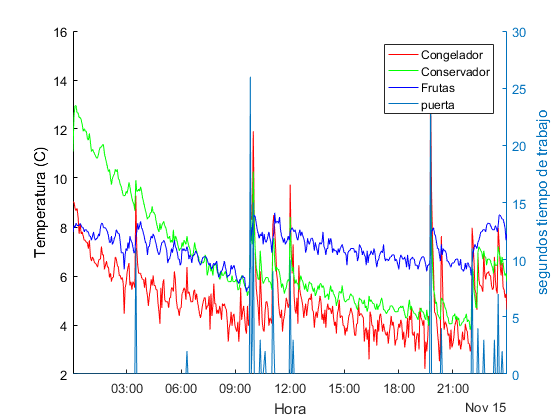 16
14
12
10
8
6
4
2
Temperatura (C)
Congelador
Conservador
Frutas
puerta
30
25
20
15
10
5
0
segundos tiempo de trabajo
03:00 06:00 09:00 12:00 15:00 18:00 21:00
Hora
Nov 15